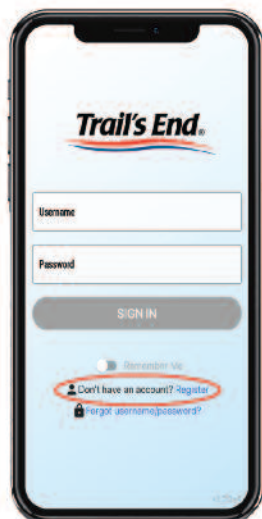 Trail's End®
Username
Password
SIGN IN
Remember Me
Don't have an account? Register
Forgot username/password?